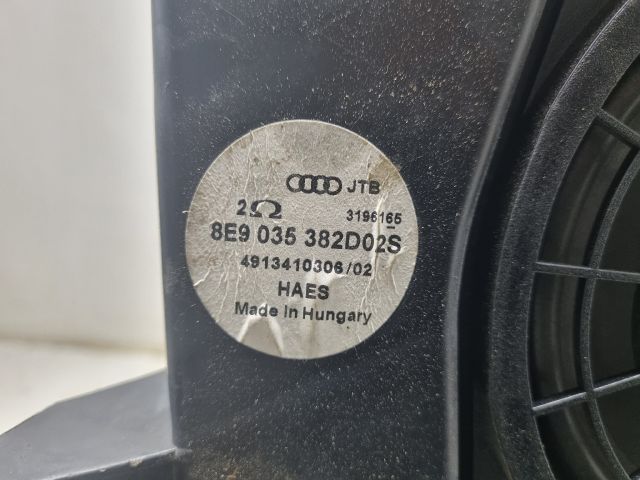 JTB
2Ω 3196165
8E9 035 382D02S
4913410306/02
HAES
Made In Hungary